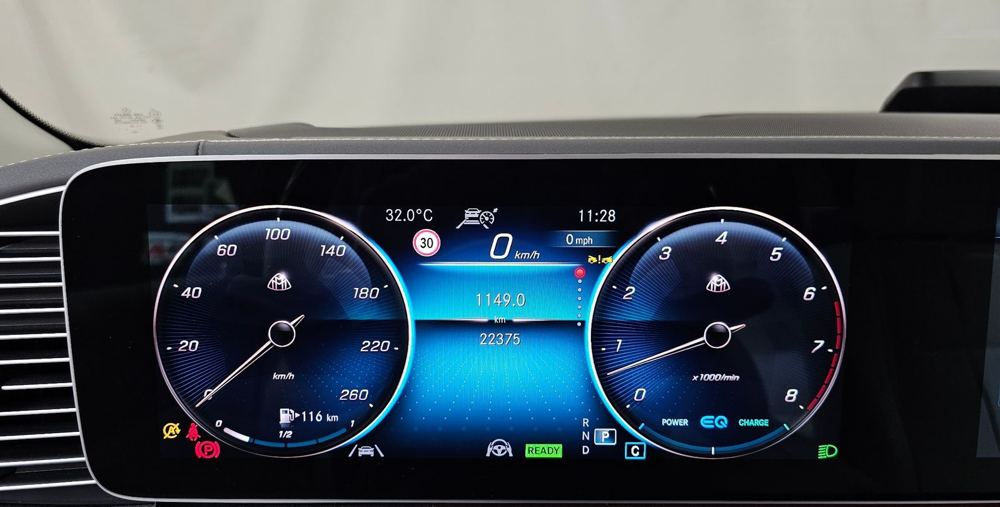 32.0°C
11:28
30
0 km/h
0 mph
1149.0
km
22375
0
20
40
60
100
140
180
220
260
km/h
116 km
0
1/2
1
0
1
2
3
4
5
6
7
8
x1000/min
POWER
EQ
CHARGE
R
N
D
P
READY
C
A
P